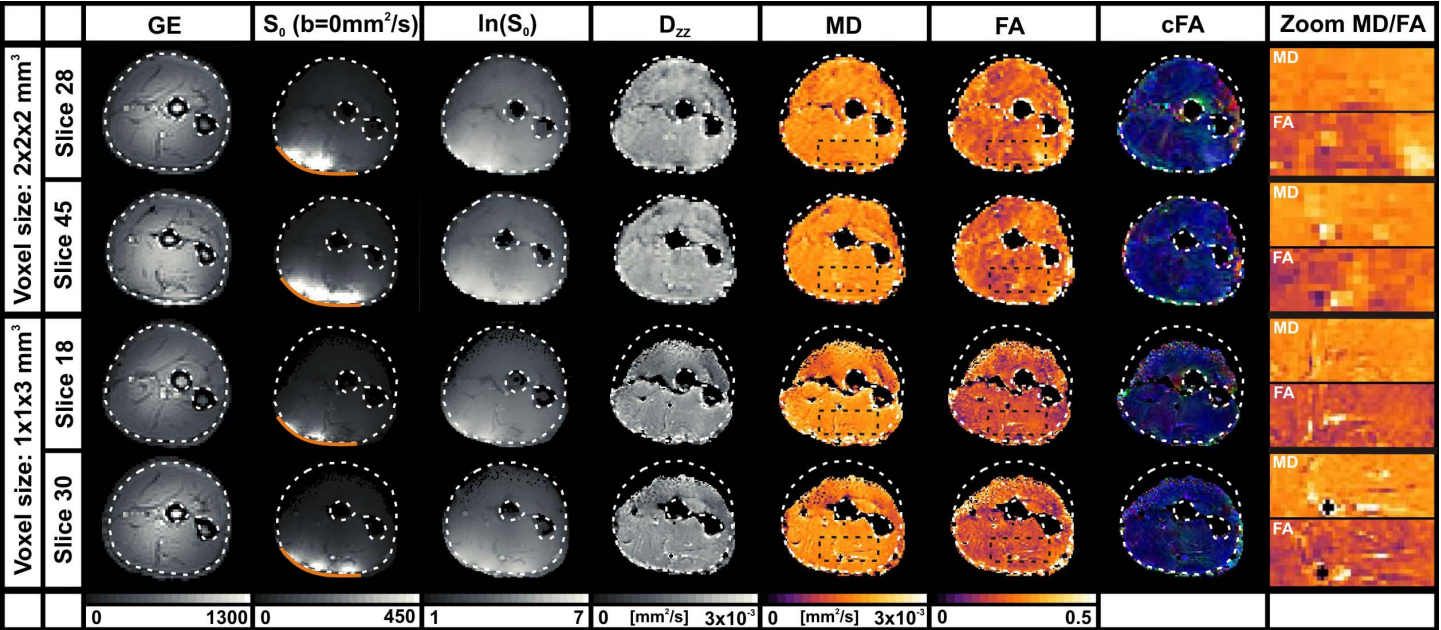 GE S₀ (b=0mm²/s) ln(S₀) D_ZZ MD FA cFA Zoom MD/FA
Voxel size: 2x2x2 mm³
Slice 28
MD
FA
Slice 45
MD
FA
Voxel size: 1x1x3 mm³
Slice 18
MD
FA
Slice 30
MD
FA
0 1300 0 450 1 7 0 [mm²/s] 3x10⁻³ 0 [mm²/s] 3x10⁻³ 0 0.5